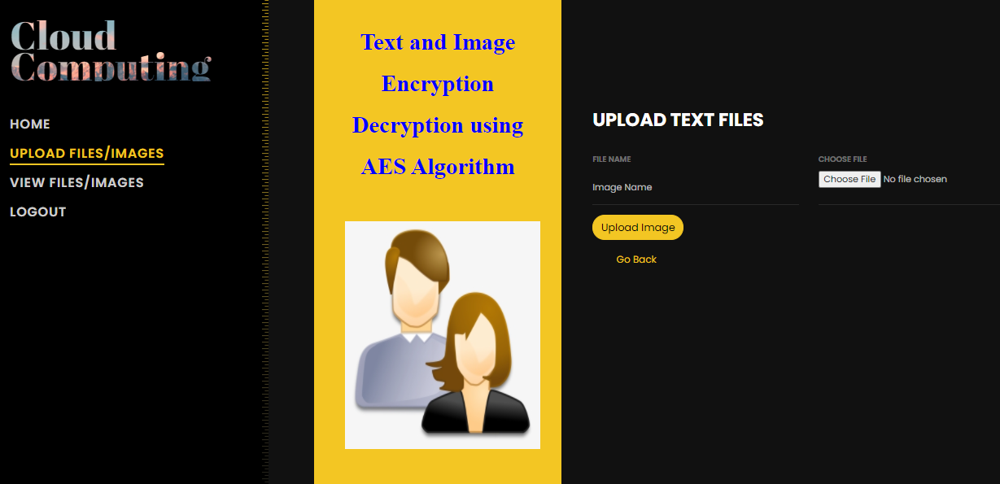 Cloud
Computing
HOME
UPLOAD FILES/IMAGES
VIEW FILES/IMAGES
LOGOUT
Text and Image
Encryption
Decryption using
AES Algorithm
UPLOAD TEXT FILES
FILE NAME
Image Name
CHOOSE FILE
Choose File No file chosen
Upload Image
Go Back